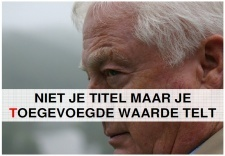 NIET JE TITEL MAAR JE
TOEGEVOEGDE WAARDE TELT